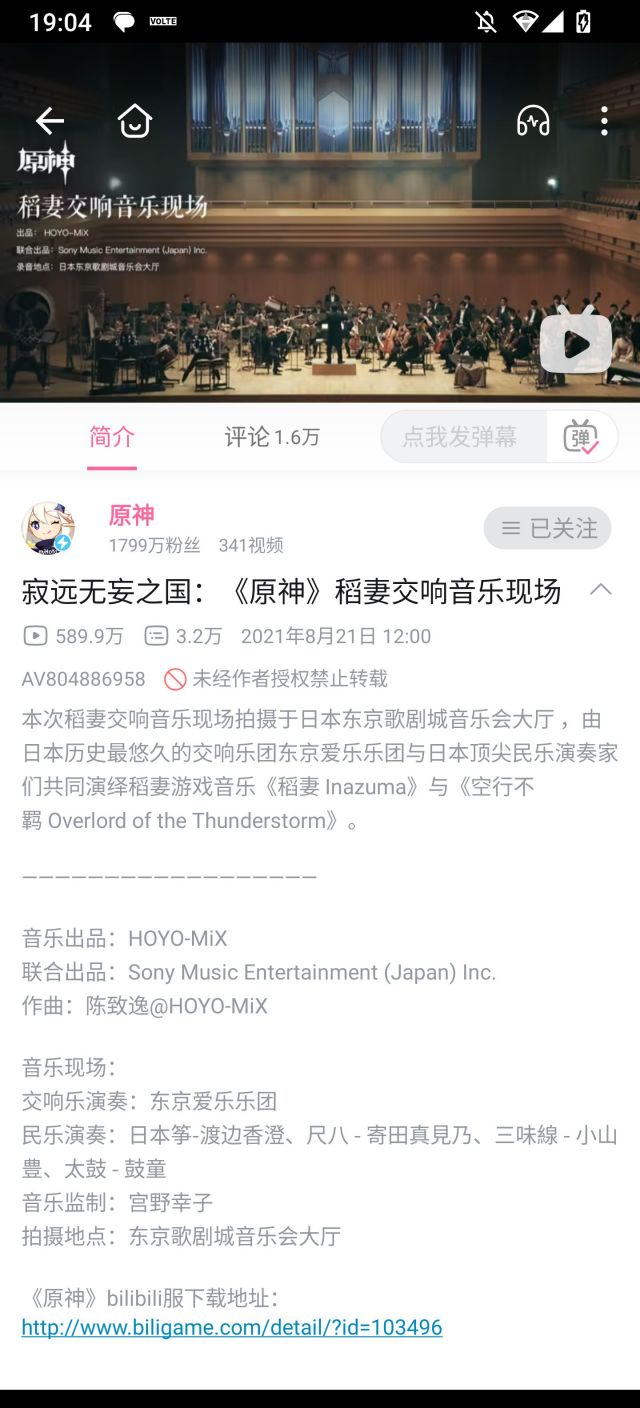 19:04
VOLTE
原神
稻妻交响音乐现场
出品： HOYO-MiX
联合出品：Sony Music Entertainment (Japan) Inc.
录音地点：日本东京歌剧城音乐会大厅
简介 评论 1.6万 点我发弹幕 弹
原神
1799万粉丝 341视频
已关注
寂远无妄之国：《原神》稻妻交响音乐现场
589.9万 3.2万 2021年8月21日 12:00
AV804886958 未经作者授权禁止转载
本次稻妻交响音乐现场拍摄于日本东京歌剧城音乐会大厅 ，由
日本历史最悠久的交响乐团东京爱乐乐团与日本顶尖民乐演奏家
们共同演绎稻妻游戏音乐《稻妻 Inazuma》与《空行不
羁 Overlord of the Thunderstorm》。
——————————————————
音乐出品：HOYO-MiX
联合出品：Sony Music Entertainment (Japan) Inc.
作曲：陈致逸@HOYO-MiX
音乐现场：
交响乐演奏：东京爱乐乐团
民乐演奏：日本筝-渡边香澄、尺八 - 寄田真見乃、三味線 - 小山
豊、太鼓 - 鼓童
音乐监制：宫野幸子
拍摄地点：东京歌剧城音乐会大厅
《原神》bilibili服下载地址：
http://www.biligame.com/detail/?id=103496